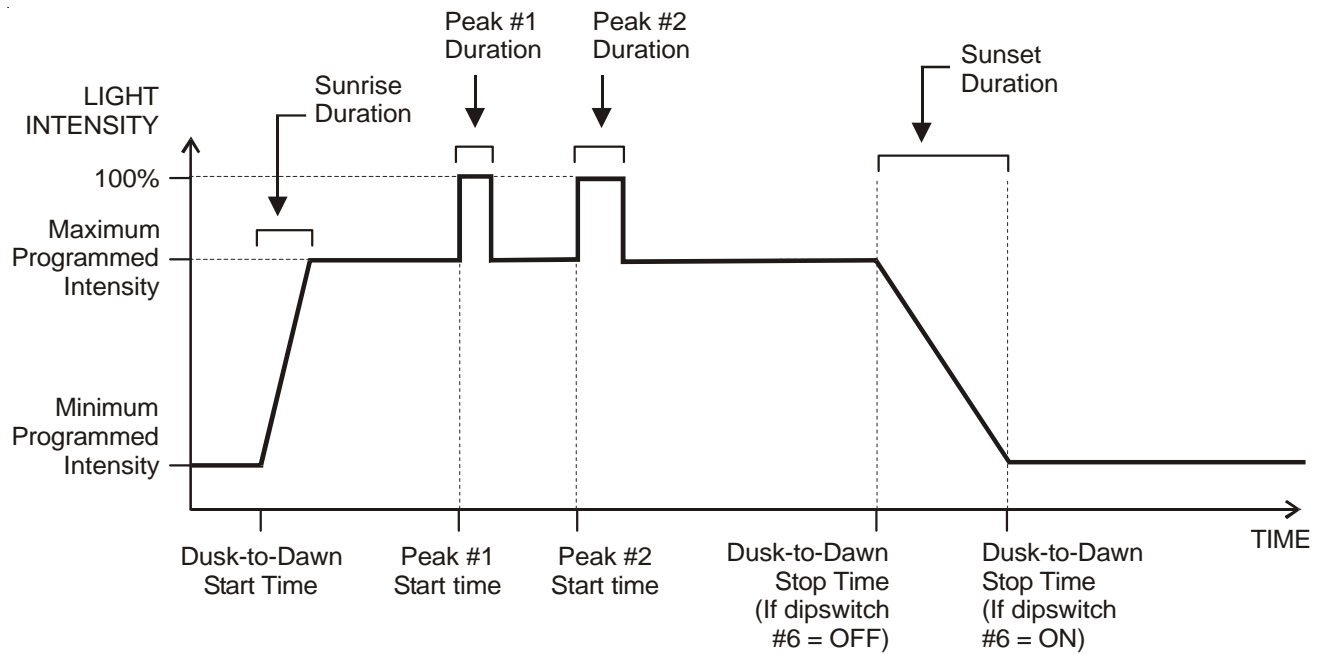 Peak #1
Duration
Peak #2
Duration
Sunset
Duration
Sunrise
Duration
LIGHT
INTENSITY
100%
Maximum
Programmed
Intensity
Minimum
Programmed
Intensity
TIME
Dusk-to-Dawn
Start Time
Peak #1
Start time
Peak #2
Start time
Dusk-to-Dawn
Stop Time
(If dipswitch
#6 = OFF)
Dusk-to-Dawn
Stop Time
(If dipswitch
#6 = ON)